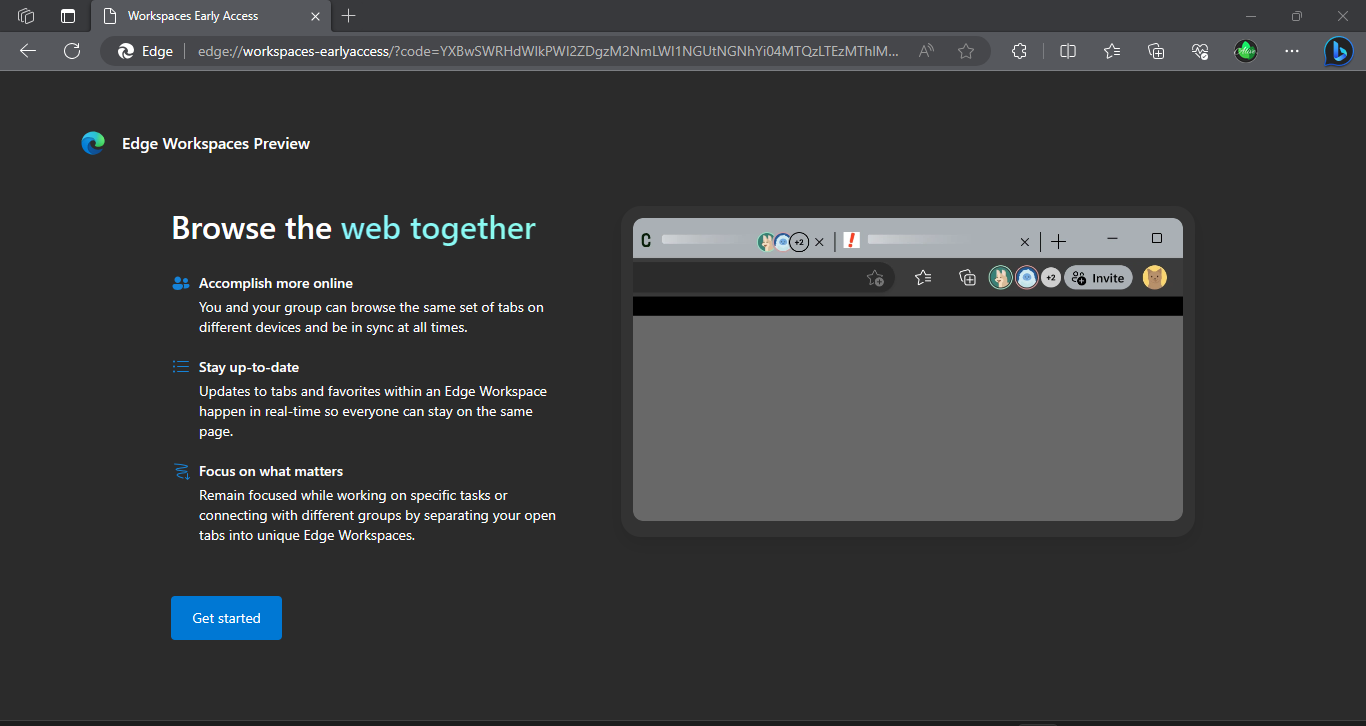 Workspaces Early Access
Edge
edge://workspaces-earlyaccess/?code=YXBwSWRHdWlkPWI2ZDgzM2NmLWI1NGUtNGNhYi04MTQzLTEzMThlM...
Edge Workspaces Preview
Browse the web together
Accomplish more online
You and your group can browse the same set of tabs on
different devices and be in sync at all times.
Stay up-to-date
Updates to tabs and favorites within an Edge Workspace
happen in real-time so everyone can stay on the same
page.
Focus on what matters
Remain focused while working on specific tasks or
connecting with different groups by separating your open
tabs into unique Edge Workspaces.
Get started
C
+2
!
+2
Invite